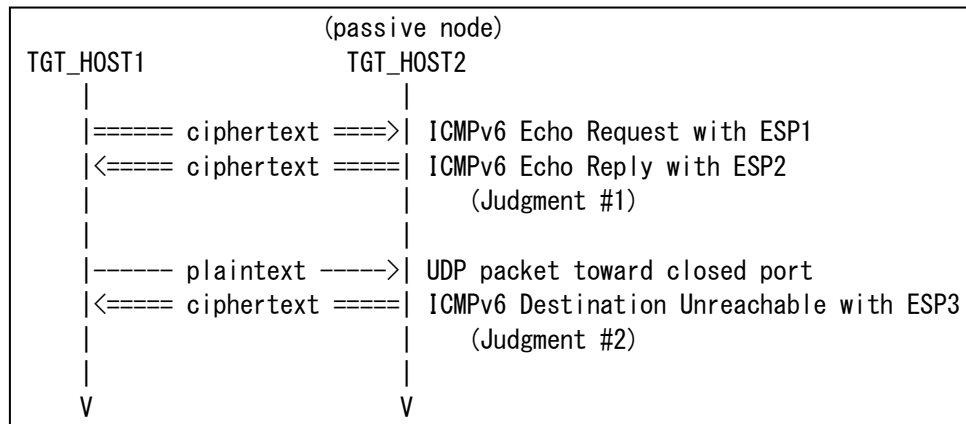 (passive node)
TGT_HOST1 TGT_HOST2
| |
|====== ciphertext ====>| ICMPv6 Echo Request with ESP1
|<===== ciphertext =====| ICMPv6 Echo Reply with ESP2
| | (Judgment #1)
| |
|------ plaintext ----->| UDP packet toward closed port
|<===== ciphertext =====| ICMPv6 Destination Unreachable with ESP3
| | (Judgment #2)
| |
V V